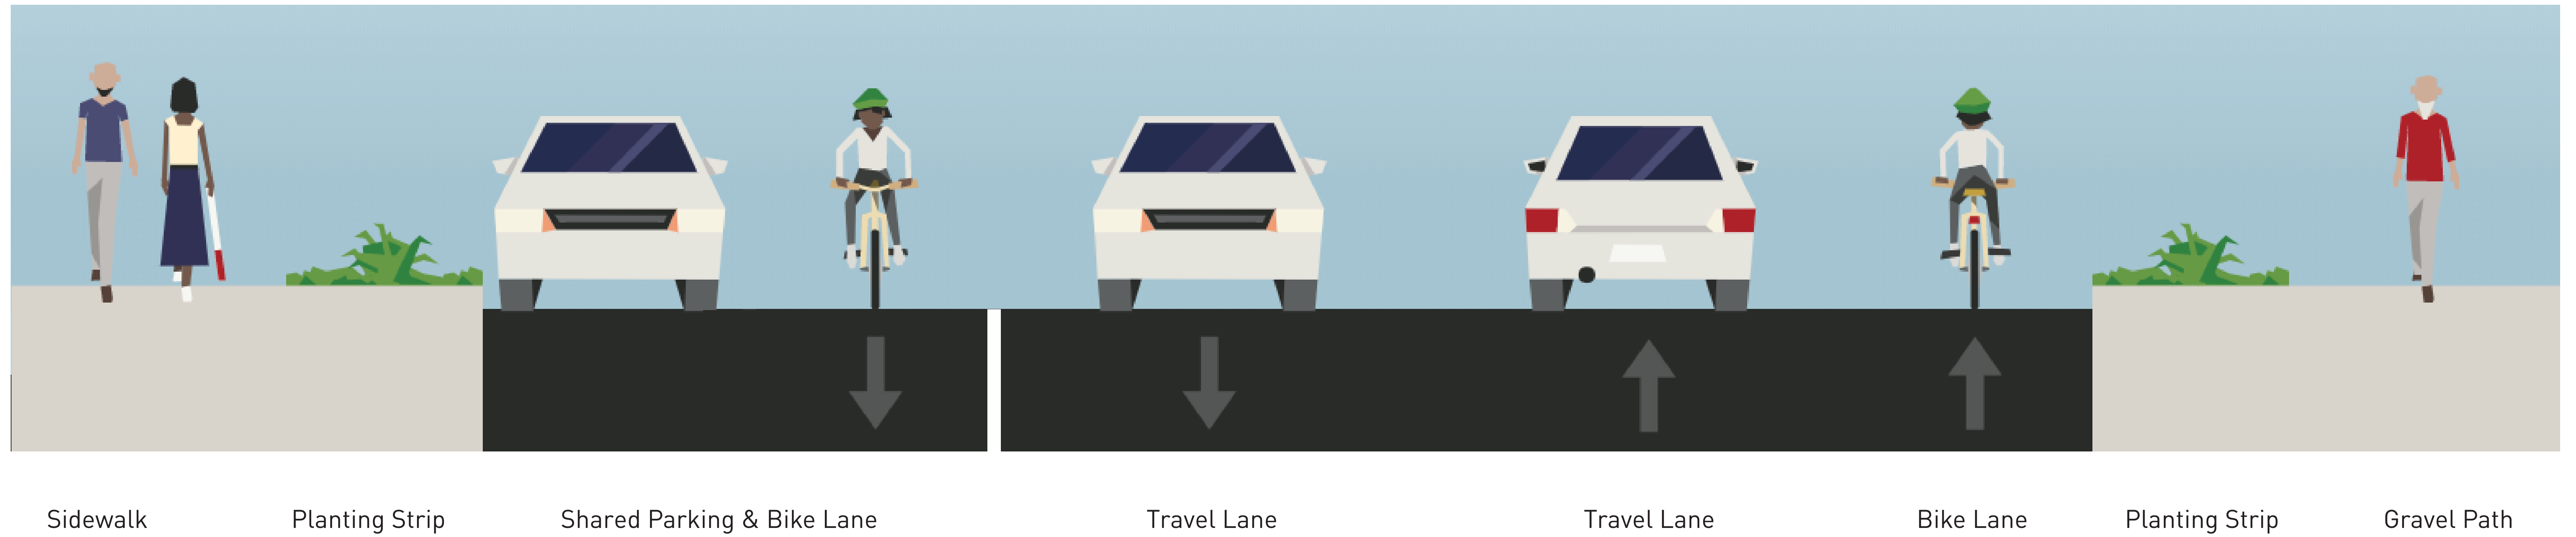 Sidewalk
Planting Strip
Shared Parking & Bike Lane
Travel Lane
Travel Lane
Bike Lane
Planting Strip
Gravel Path